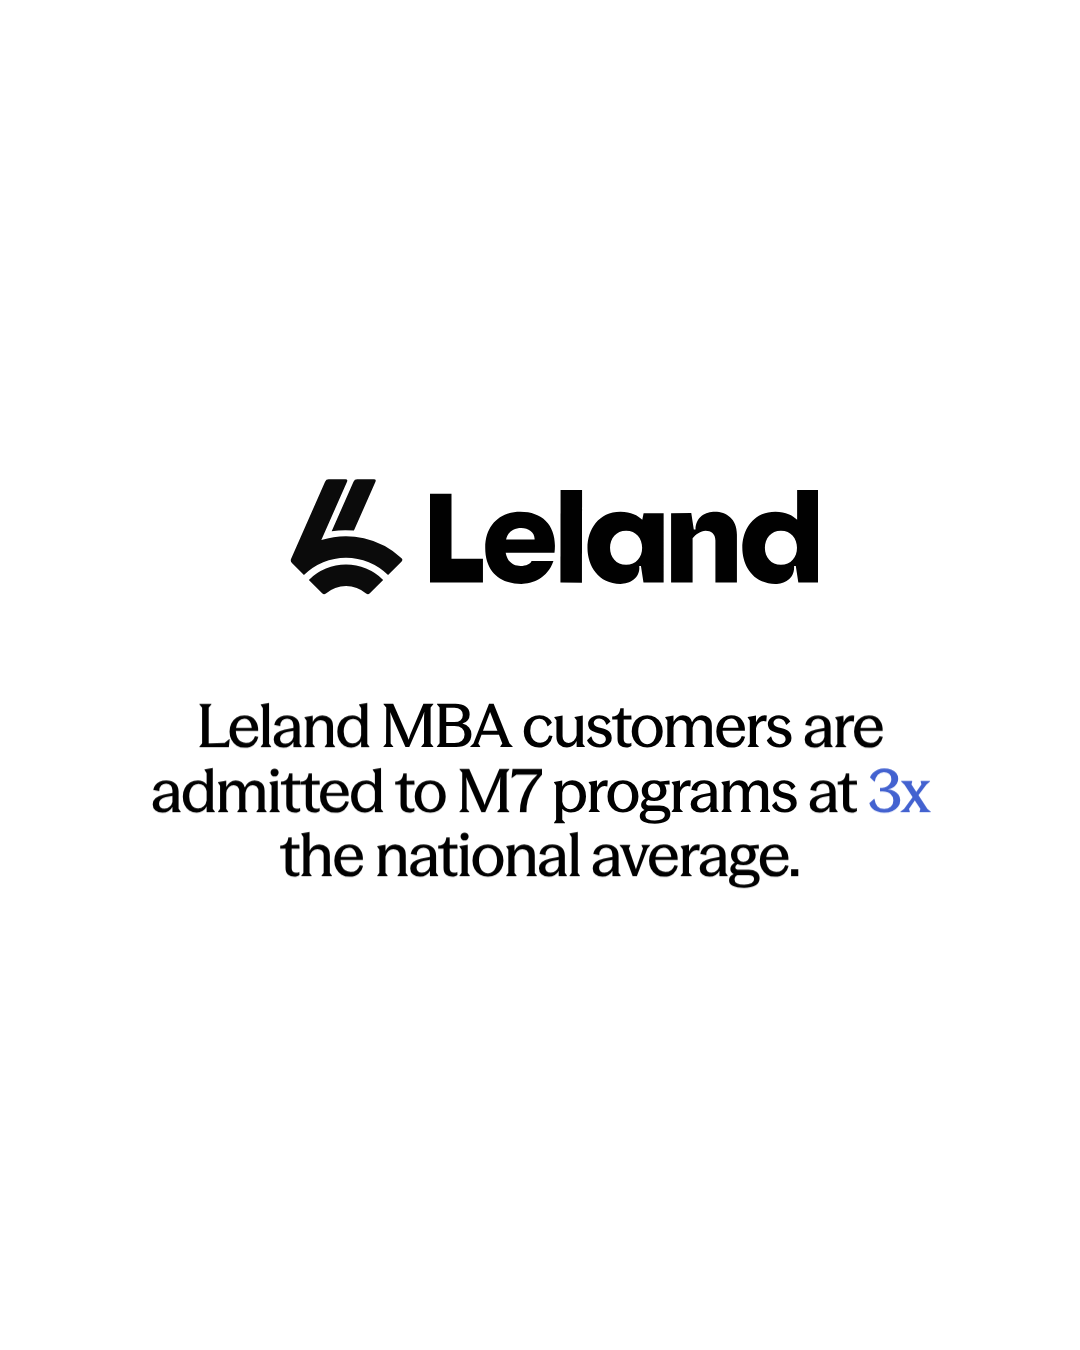 Leland
Leland MBA customers are
admitted to M7 programs at 3x
the national average.